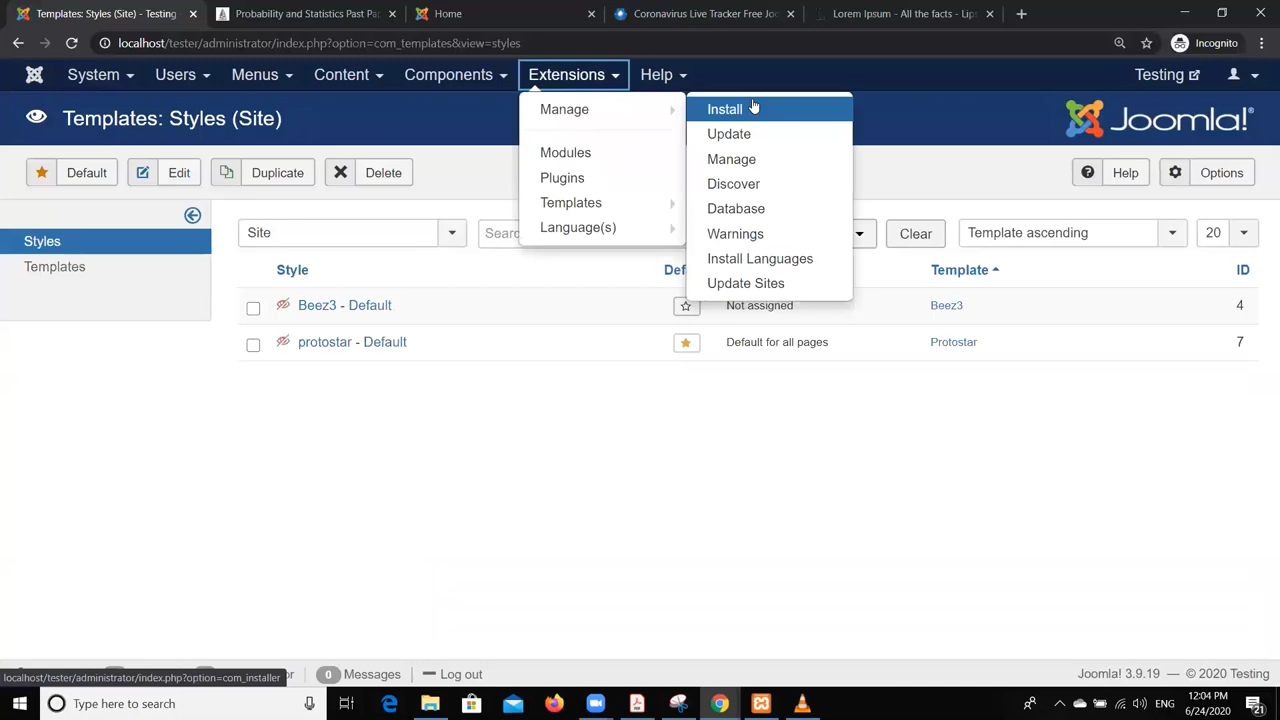 Templates: Styles (Site) - Testing
Probability and Statistics Past Pa
Home
Coronavirus Live Tracker Free Joo
Lorem Ipsum - All the facts - Lips
localhost/tester/administrator/index.php?option=com_templates&view=styles
Incognito
System
Users
Menus
Content
Components
Extensions
Help
Testing
Templates: Styles (Site)
Manage
Modules
Plugins
Templates
Language(s)
Install
Update
Manage
Discover
Database
Warnings
Install Languages
Update Sites
Joomla!®
Default
Edit
Duplicate
Delete
Help
Options
Styles
Templates
Site
Searc
Clear
Template ascending
20
Style
Def
Template
ID
Beez3 - Default
Not assigned
Beez3
4
protostar - Default
Default for all pages
Protostar
7
localhost/tester/administrator/index.php?option=com_installer
0 Messages
Log out
Joomla! 3.9.19 — © 2020 Testing
Type here to search
ENG
12:04 PM
6/24/2020
21